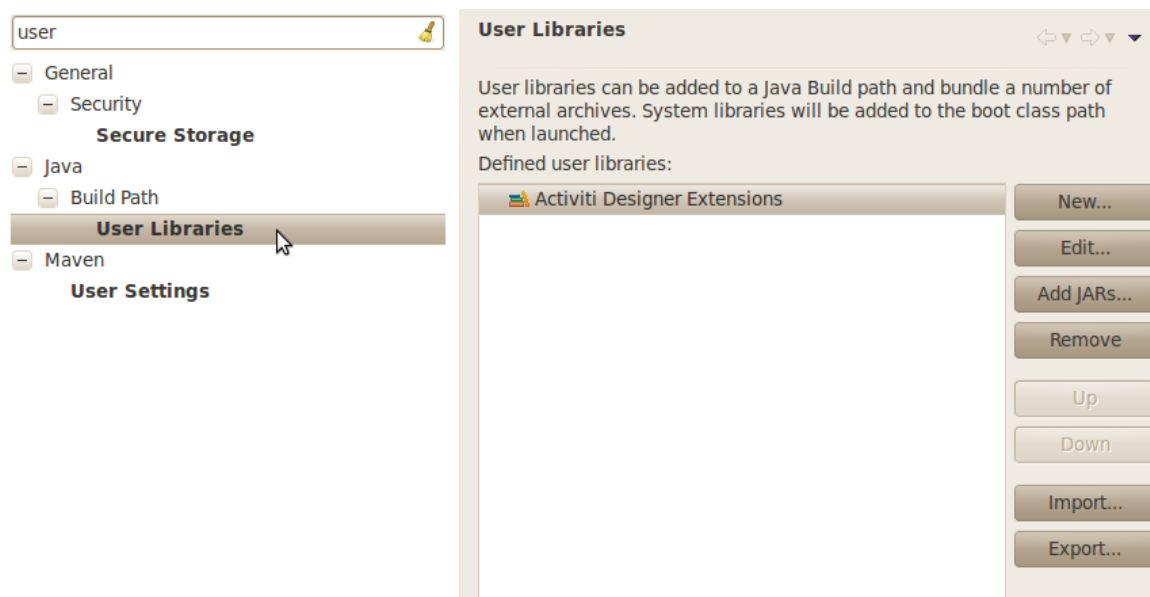 user
General
Security
Secure Storage
Java
Build Path
User Libraries
Maven
User Settings
User Libraries
User libraries can be added to a Java Build path and bundle a number of
external archives. System libraries will be added to the boot class path
when launched.
Defined user libraries:
Activiti Designer Extensions
New...
Edit...
Add JARs...
Remove
Up
Down
Import...
Export...